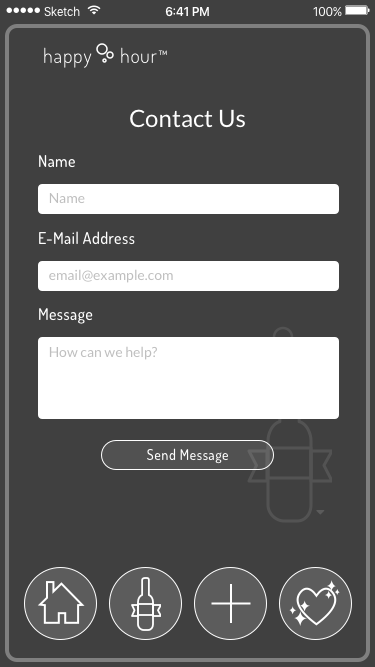 ●●●●● Sketch 6:41 PM 100%
happy hour™
Contact Us
Name
Name
E-Mail Address
email@example.com
Message
How can we help?
Send Message